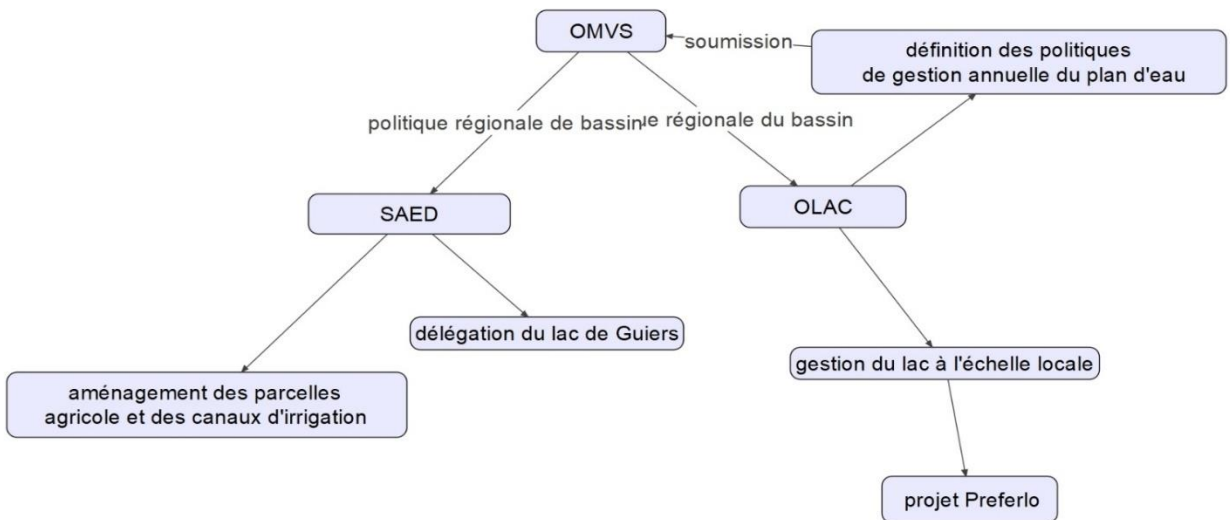 OMVS
soumission
définition des politiques
de gestion annuelle du plan d'eau
politique régionale de bassin
régionale du bassin
SAED
OLAC
délégation du lac de Guiers
gestion du lac à l'échelle locale
aménagement des parcelles
agricole et des canaux d'irrigation
projet Preferlo